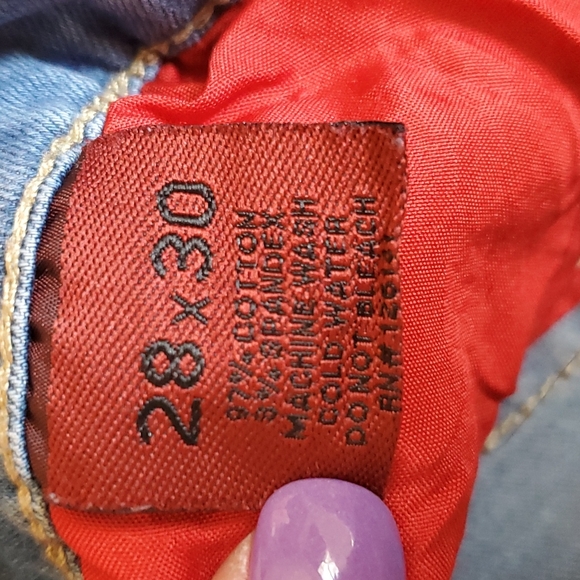 28 x 30
97% COTTON
3% SPANDEX
MACHINE WASH
COLD WATER
DO NOT BLEACH